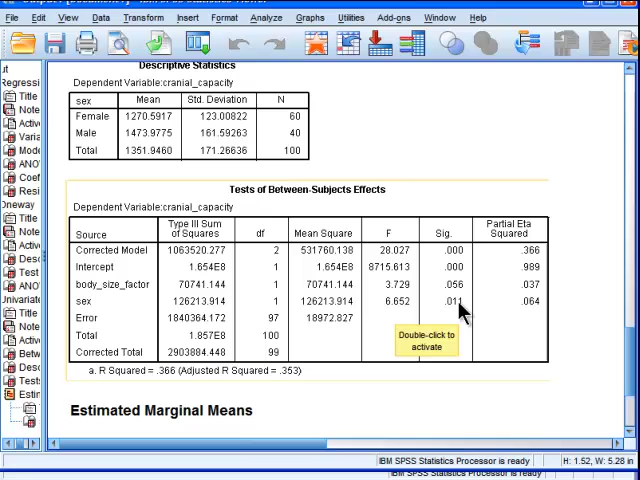 File Edit View Data Transform Insert Format Analyze Graphs Utilities Add-ons Window Help
Regressi
Title
Note
Activ
Varia
Mode
ANO
Coef
Resi
Oneway
Title
Note
Activ
Desc
Test
ANO
Univariate
Title
Note
Activ
Betw
Desc
Tests
Estin
Descriptive Statistics
Dependent Variable:cranial_capacity
sex Mean Std. Deviation N
Female 1270.5917 123.00822 60
Male 1473.9775 161.59263 40
Total 1351.9460 171.26636 100
Tests of Between-Subjects Effects
Dependent Variable:cranial_capacity
Source Type III Sum of Squares df Mean Square F Sig. Partial Eta Squared
Corrected Model 1063520.277 2 531760.138 28.027 .000 .366
Intercept 1.654E8 1 1.654E8 8715.613 .000 .989
body_size_factor 70741.144 1 70741.144 3.729 .056 .037
sex 126213.914 1 126213.914 6.652 .011 .064
Error 1840364.172 97 18972.827
Total 1.857E8 100
Corrected Total 2903884.448 99
a. R Squared = .366 (Adjusted R Squared = .353)
Double-click to
activate
Estimated Marginal Means
IBM SPSS Statistics Processor is ready H: 1.52, W: 5.28 in